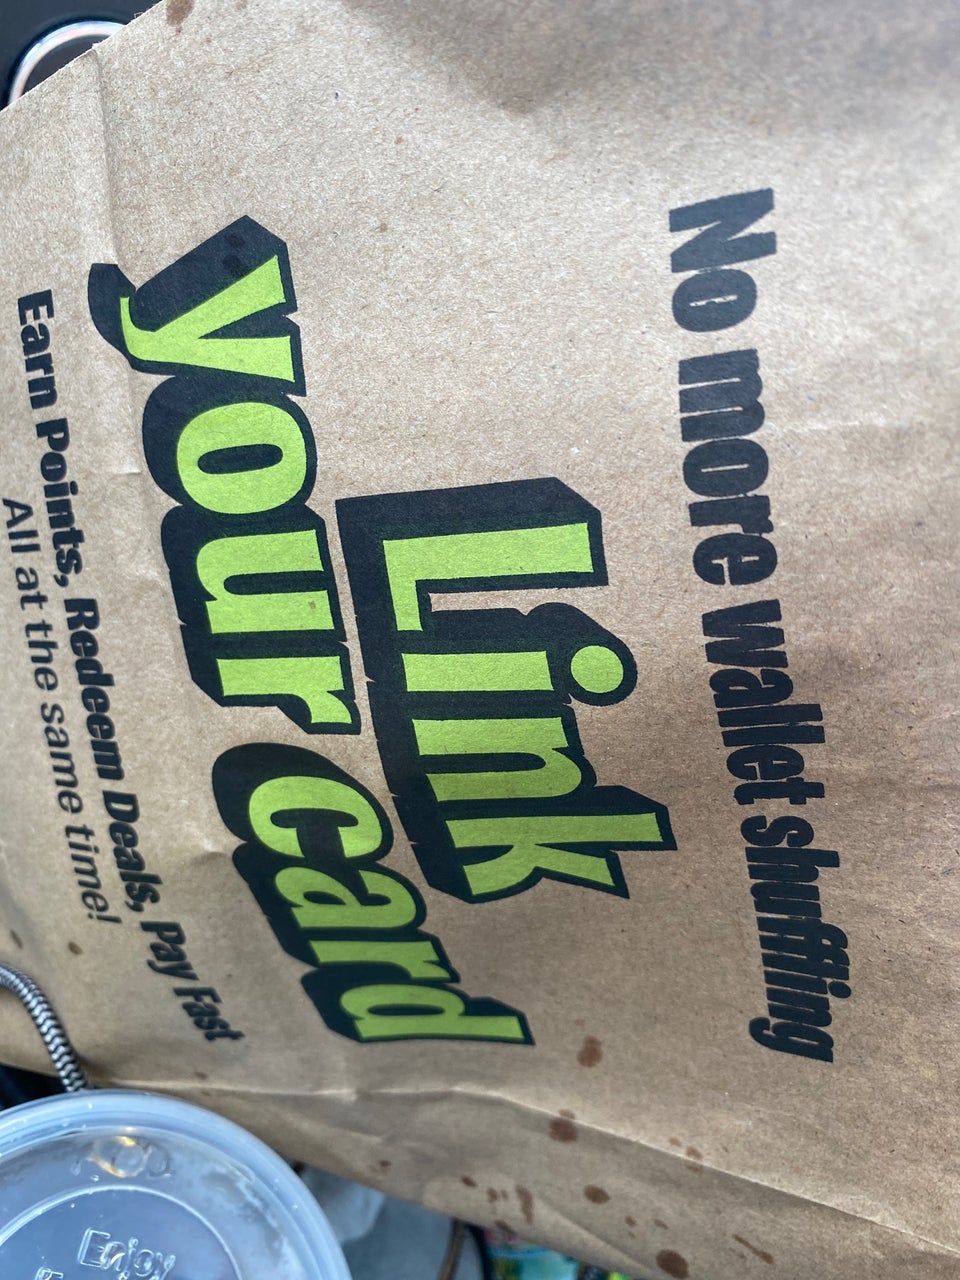 No more wallet shuffling
Link
your card
Earn Points, Redeem Deals, Pay Fast
All at the same time!
Enjoy